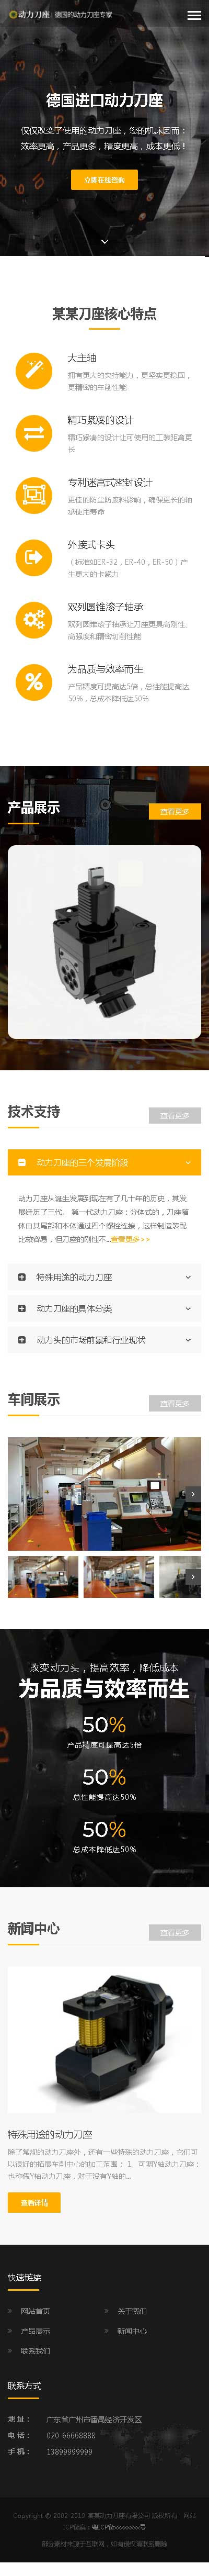 动力刀座 | 德国的动力刀座专家
德国进口动力刀座
仅仅改变了使用的动力刀座，您的机床因而：
效率更高，产品更多，精度更高，成本更低！
立即在线咨询
某某刀座核心特点
大主轴
拥有更大的夹持能力，更坚实更稳固，
更精密的车削性能
精巧紧凑的设计
精巧紧凑的设计让可使用的工装距离更
长
专利迷宫式密封设计
更佳的防尘防废料影响，确保更长的轴
承使用寿命
外接式卡头
（标准如ER-32，ER-40，ER-50）产
生更大的卡紧力
双列圆锥滚子轴承
双列圆锥滚子轴承让刀座更具高刚性,
高强度和精密切削性能
为品质与效率而生
产品精度可提高达5倍，总性能提高达
50%，总成本降低达50%
产品展示
查看更多
技术支持
查看更多
动力刀座的三个发展阶段
动力刀座从诞生发展到现在有了几十年的历史，其发
展经历了三代。 第一代动力刀座：分体式的，刀座箱
体由其尾部和本体通过四个螺栓连接，这样制造装配
比较容易，但刀座的刚性不...查看更多>>
特殊用途的动力刀座
动力刀座的具体分类
动力头的市场前景和行业现状
车间展示
查看更多
改变动力头，提高效率，降低成本
为品质与效率而生
50%
产品精度可提高达5倍
50%
总性能提高达50%
50%
总成本降低达50%
新闻中心
查看更多
特殊用途的动力刀座
除了常规的动力刀座外，还有一些特殊的动力刀座，它们可
以很好的拓展车削中心的加工范围； 1、可调Y轴动力刀座：
也称假Y轴动力刀座，对于没有Y轴的...
查看详情
快速链接
网站首页
关于我们
产品展示
新闻中心
联系我们
联系方式
地 址：
广东省广州市番禺经济开发区
电 话：
020-66668888
手 机：
13899999999
Copyright © 2002-2019 某某动力刀座有限公司 版权所有
网站
ICP备案：粤ICP备xxxxxxxx号
部分素材来源于互联网，如有侵权请联系删除